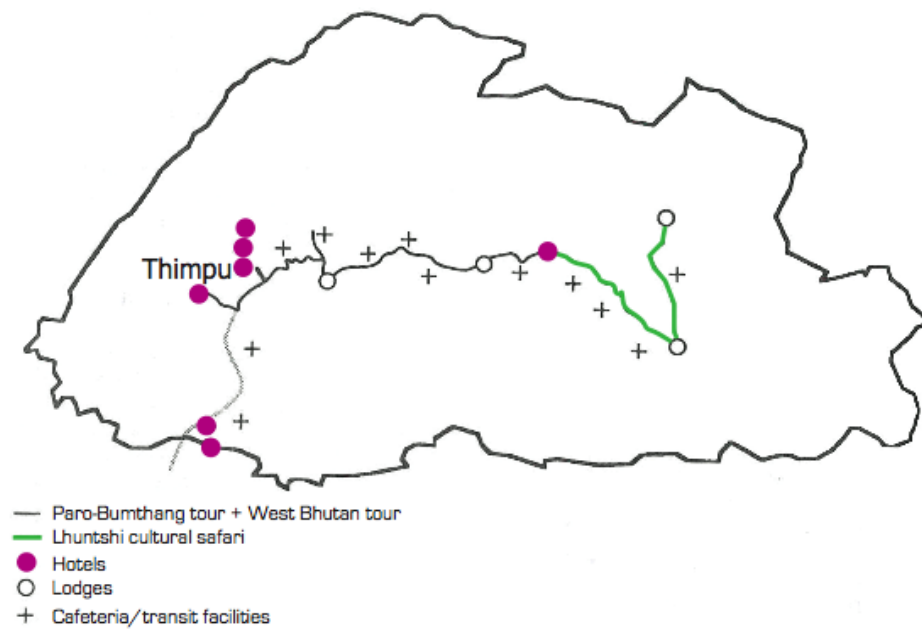 Thimpu
Paro-Bumthang tour + West Bhutan tour
Lhuntshi cultural safari
Hotels
Lodges
Cafeteria/transit facilities